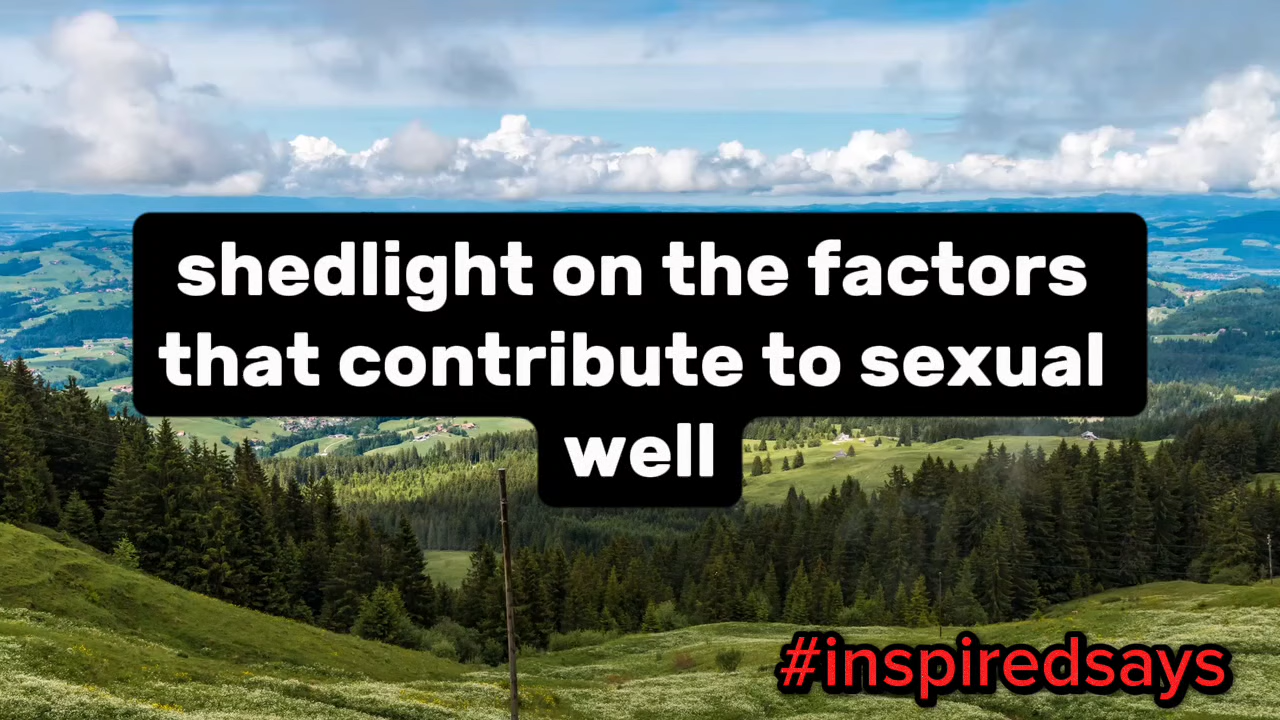 shedlight on the factors
that contribute to sexual
well
#inspiredsays